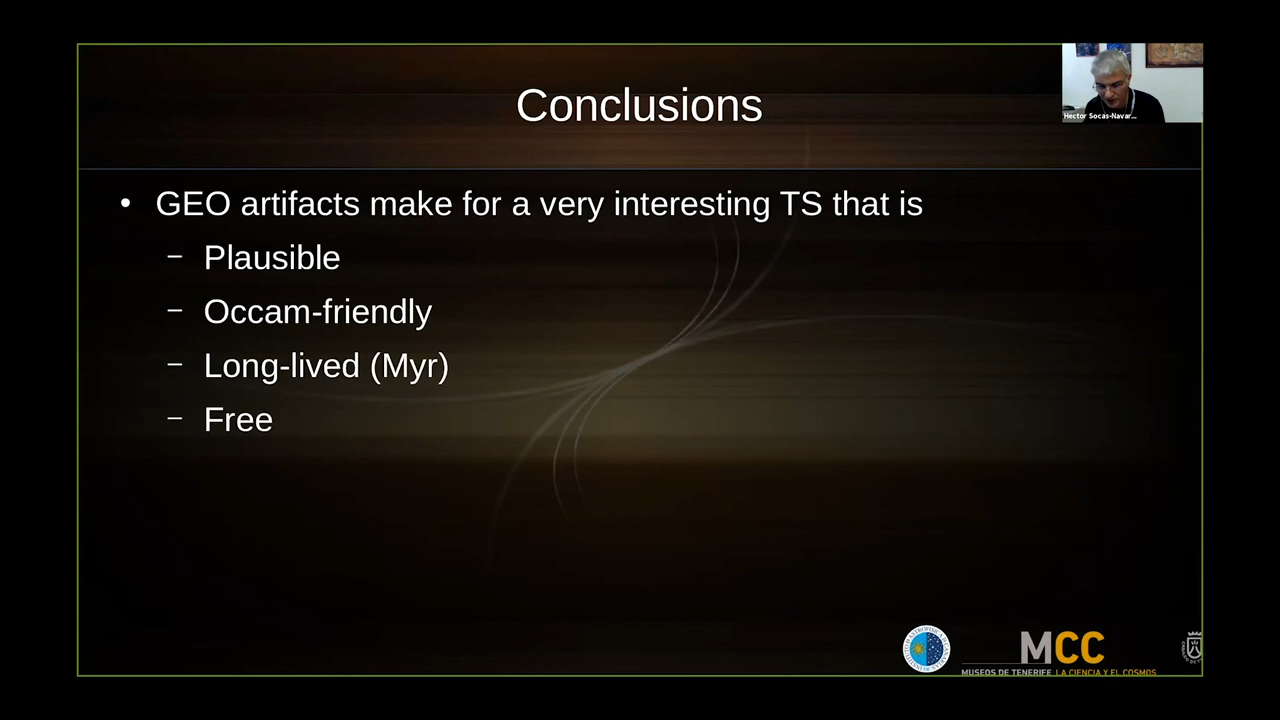 Conclusions
Hector Socas-Navar...
• GEO artifacts make for a very interesting TS that is
– Plausible
– Occam-friendly
– Long-lived (Myr)
– Free
MCC
MUSEOS DE TENERIFE LA CIENCIA Y EL COSMOS